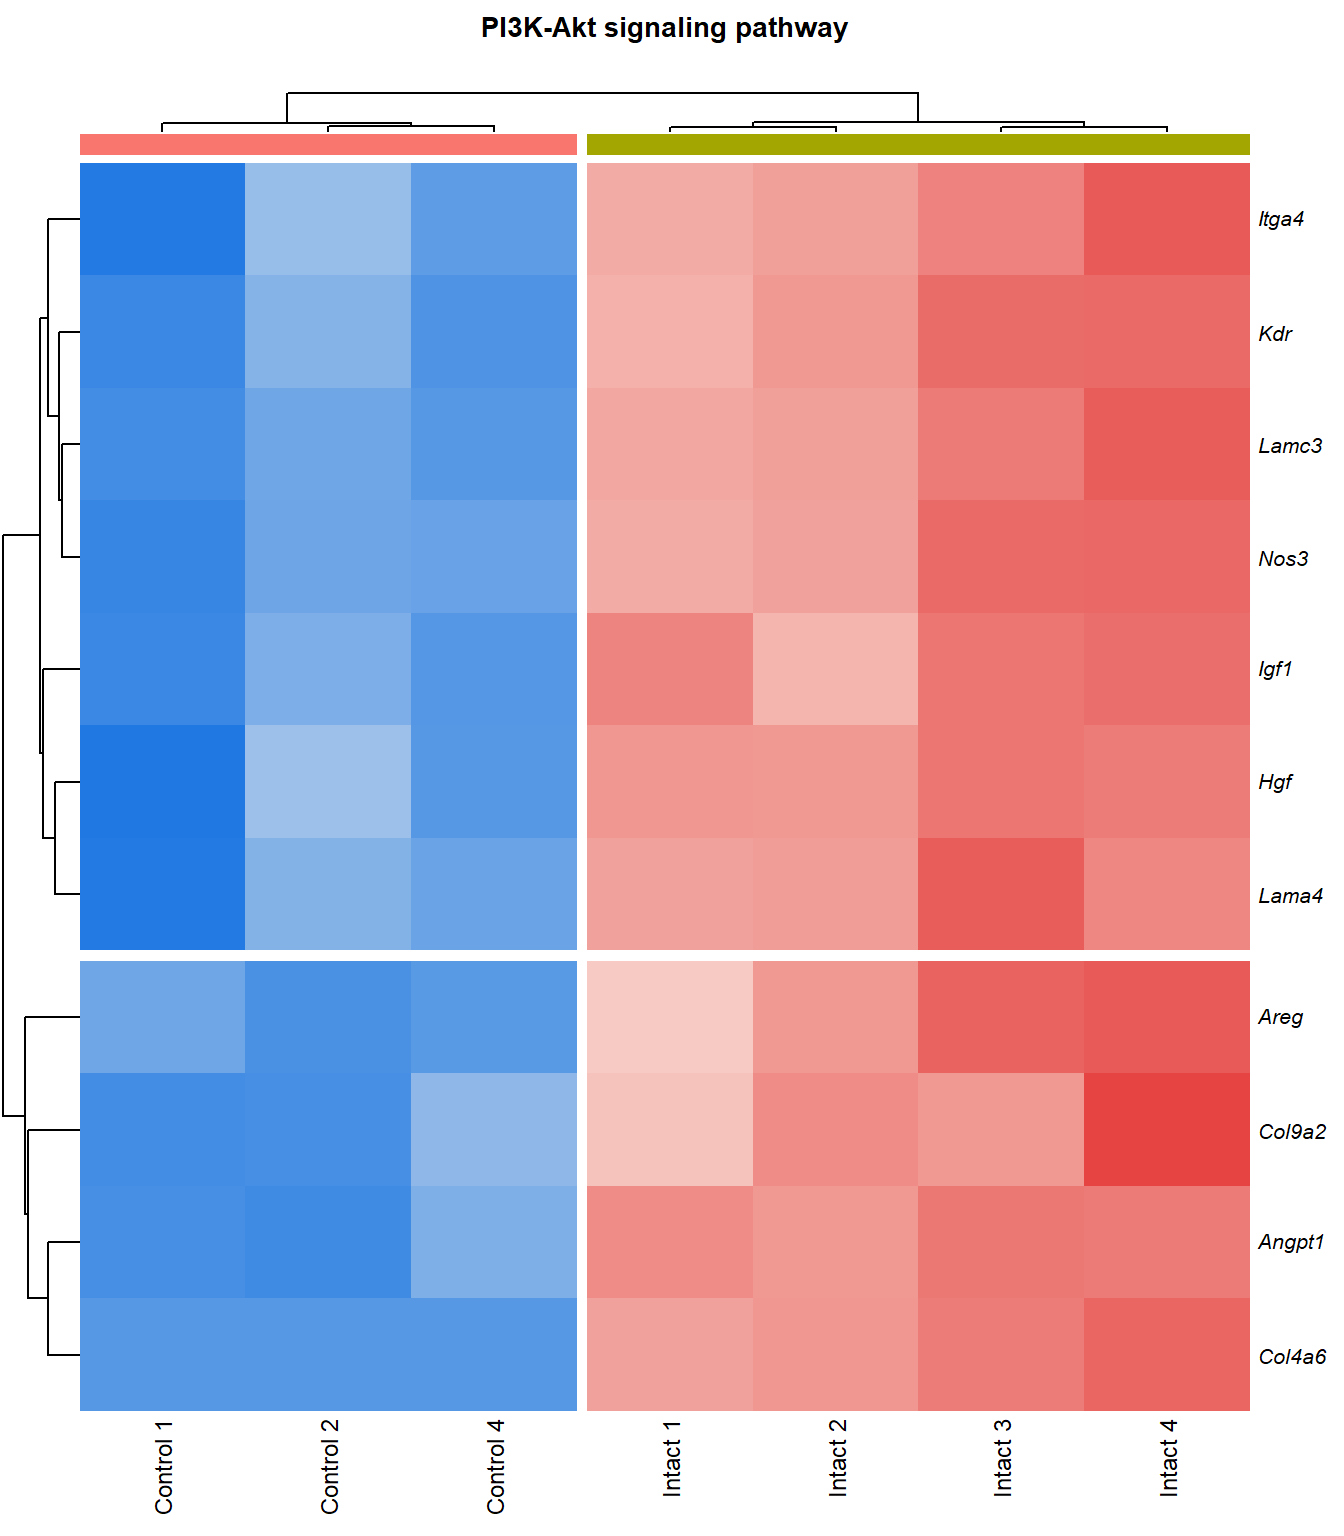 PI3K-Akt signaling pathway
Itga4
Kdr
Lamc3
Nos3
Igf1
Hgf
Lama4
Areg
Col9a2
Angpt1
Col4a6
Control 1
Control 2
Control 4
Intact 1
Intact 2
Intact 3
Intact 4